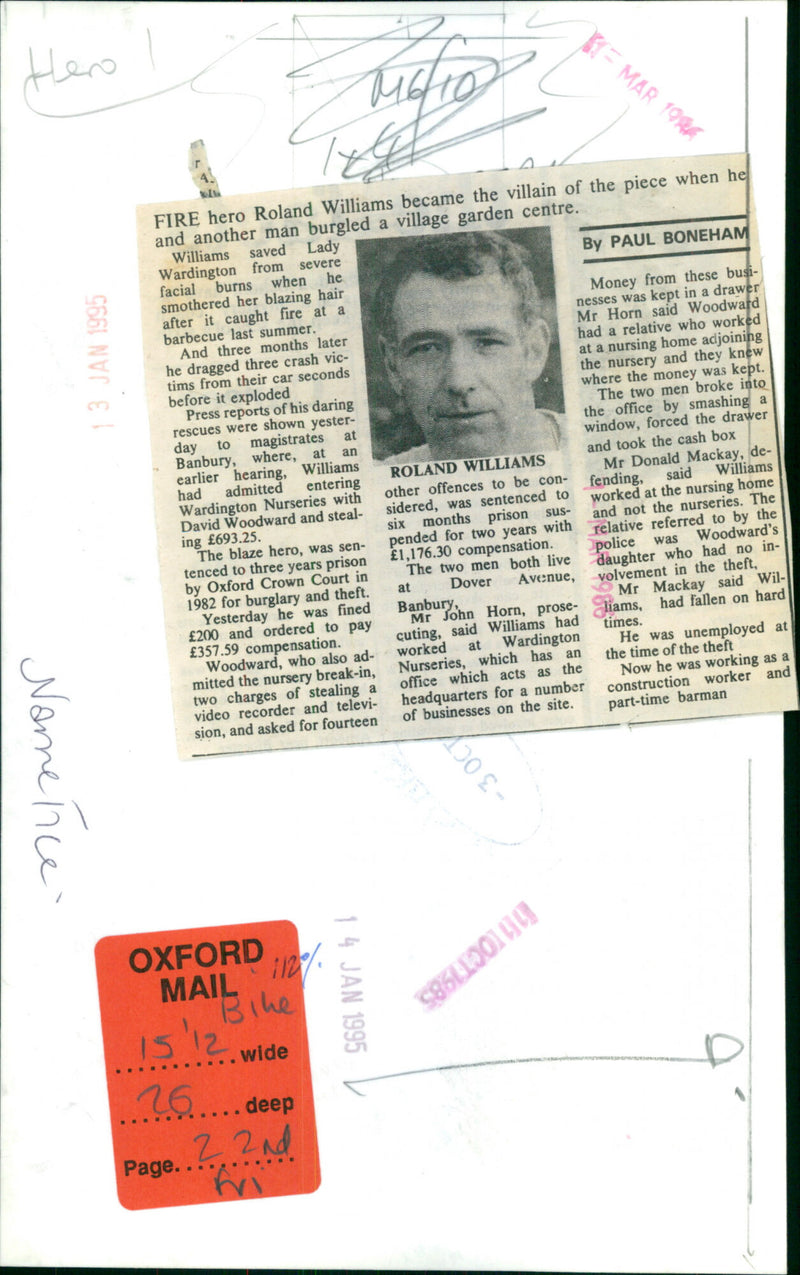 Hero!
1 - MAR 1986
FIRE hero Roland Williams became the villain of the piece when he
and another man burgled a village garden centre.
Williams saved Lady
Wardington from severe
facial burns when he
smothered her blazing hair
after it caught fire at a
barbecue last summer.
And three months later
he dragged three crash vic-
tims from their car seconds
before it exploded
Press reports of his daring
rescues were shown yester-
day to magistrates at
Banbury, where, at an
earlier hearing, Williams
had admitted entering
Wardington Nurseries with
David Woodward and steal-
ing £693.25.
The blaze hero, was sen-
tenced to three years prison
by Oxford Crown Court in
1982 for burglary and theft.
Yesterday he was fined
£200 and ordered to pay
£357.59 compensation.
Woodward, who also ad-
mitted the nursery break-in,
two charges of stealing a
video recorder and televi-
sion, and asked for fourteen
ROLAND WILLIAMS
other offences to be con-
sidered, was sentenced to
six months prison sus-
pended for two years with
£1,176.30 compensation.
The two men both live
at Dover Avenue,
Banbury,
Mr John Horn, prose-
cuting, said Williams had
worked at Wardington
Nurseries, which has an
office which acts as the
headquarters for a number
of businesses on the site.
By PAUL BONEHAM
Money from these busi-
nesses was kept in a drawer
Mr Horn said Woodward
had a relative who worked
at a nursing home adjoining
the nursery and they knew
where the money was kept.
The two men broke into
the office by smashing a
window, forced the drawer
and took the cash box
Mr Donald Mackay, de-
fending, said Williams
worked at the nursing home
and not the nurseries. The
relative referred to by the
police was Woodward's
daughter who had no in-
volvement in the theft,
Mr Mackay said Wil-
liams, had fallen on hard
times.
He was unemployed at
the time of the theft
Now he was working as a
construction worker and
part-time barman
1 - MAR 1986
13 JAN 1995
-3 OCT
11 OCT 1985
14 JAN 1995
OXFORD
MAIL
112%
Bike
15'12 wide
26 deep
Page 22nd
Fri